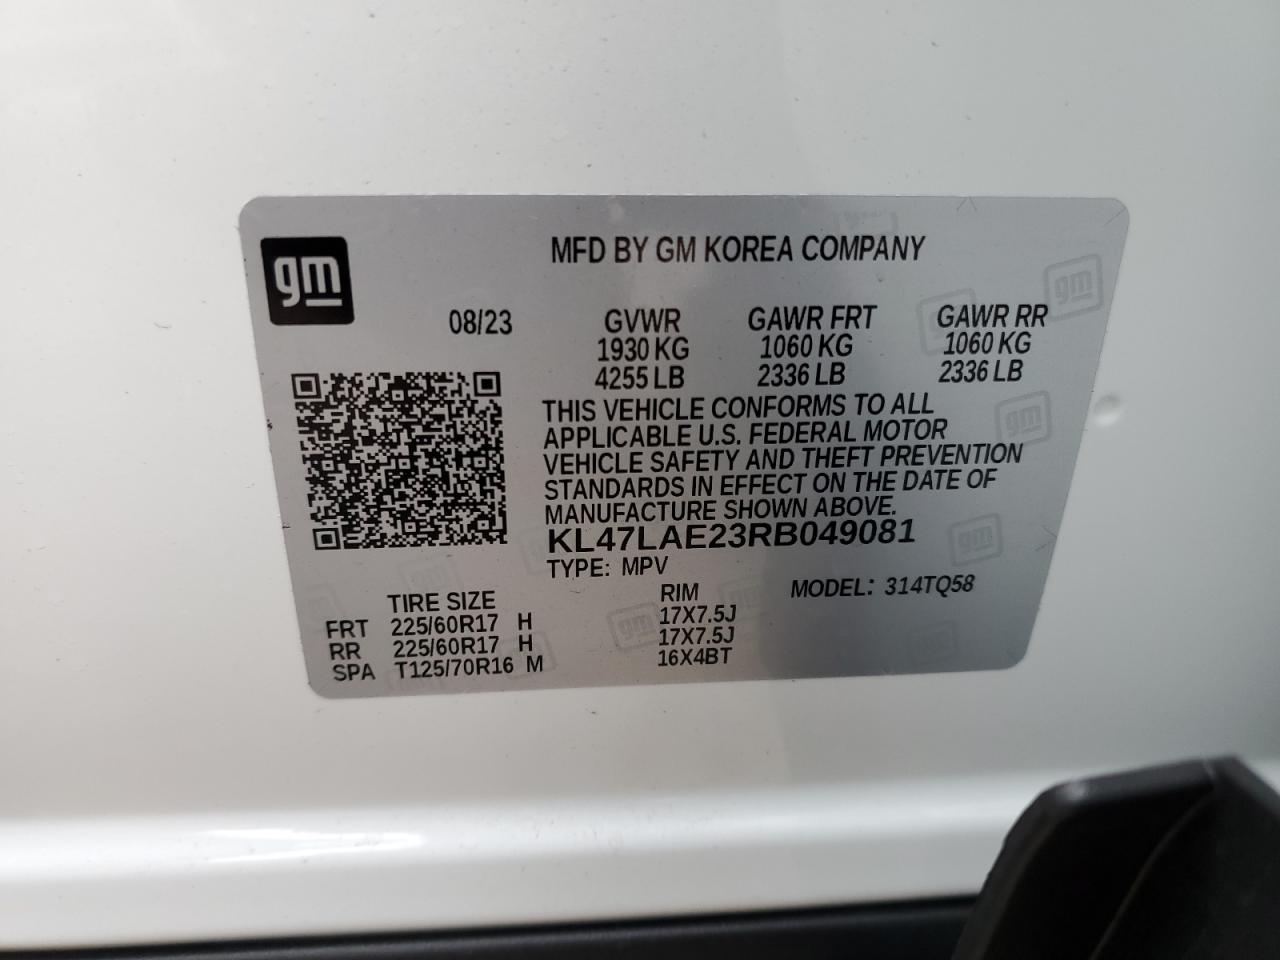 gm
MFD BY GM KOREA COMPANY
08/23
GVWR GAWR FRT GAWR RR
1930 KG 1060 KG 1060 KG
4255 LB 2336 LB 2336 LB
THIS VEHICLE CONFORMS TO ALL
APPLICABLE U.S. FEDERAL MOTOR
VEHICLE SAFETY AND THEFT PREVENTION
STANDARDS IN EFFECT ON THE DATE OF
MANUFACTURE SHOWN ABOVE.
KL47LAE23RB049081
TYPE: MPV
MODEL: 314TQ58
TIRE SIZE RIM
FRT 225/60R17 H 17X7.5J
RR 225/60R17 H 17X7.5J
SPA T125/70R16 M 16X4BT